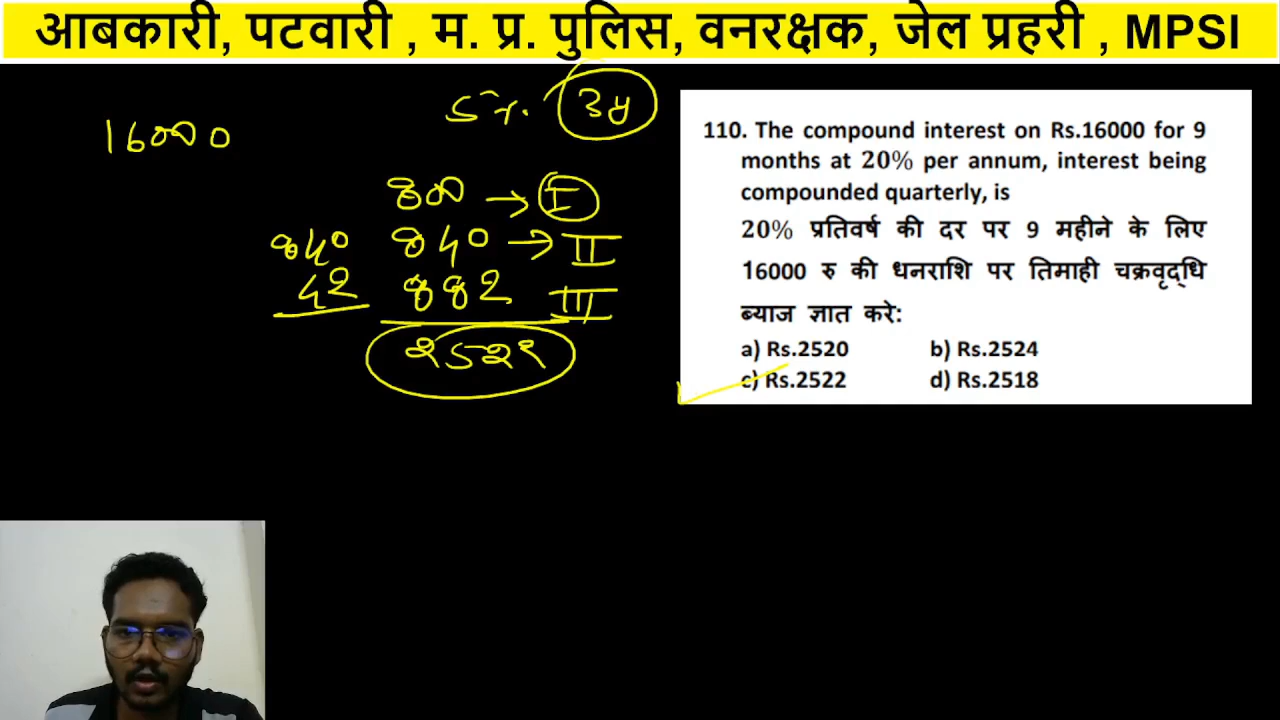 आबकारी, पटवारी , म. प्र. पुलिस, वनरक्षक, जेल प्रहरी , MPSI
5%. 3y
16000
800 → I
840 840 → II
42 882 III
2522
110. The compound interest on Rs.16000 for 9
months at 20% per annum, interest being
compounded quarterly, is
20% प्रतिवर्ष की दर पर 9 महीने के लिए
16000 रु की धनराशि पर तिमाही चक्रवृद्धि
ब्याज ज्ञात करे:
a) Rs.2520 b) Rs.2524
c) Rs.2522 d) Rs.2518